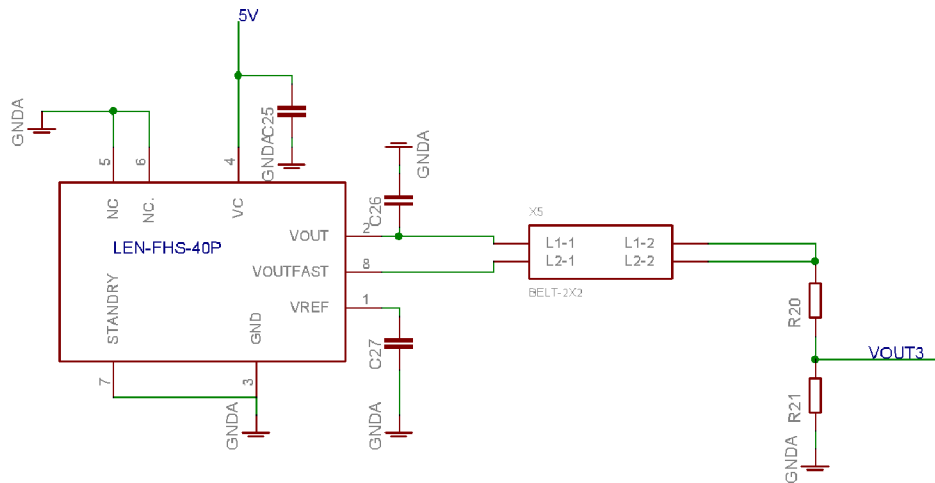 5V
GNDA
C25
GNDA
5
6
4
GNDA
NC
NC.
VC
C26
2
X5
LEN-FHS-40P
VOUT
L1-1
L1-2
L2-1
L2-2
VOUTFAST
8
BELT-2X2
STANDRY
GND
VREF
1
R20
C27
VOUT3
7
3
GNDA
GNDA
R21
GNDA